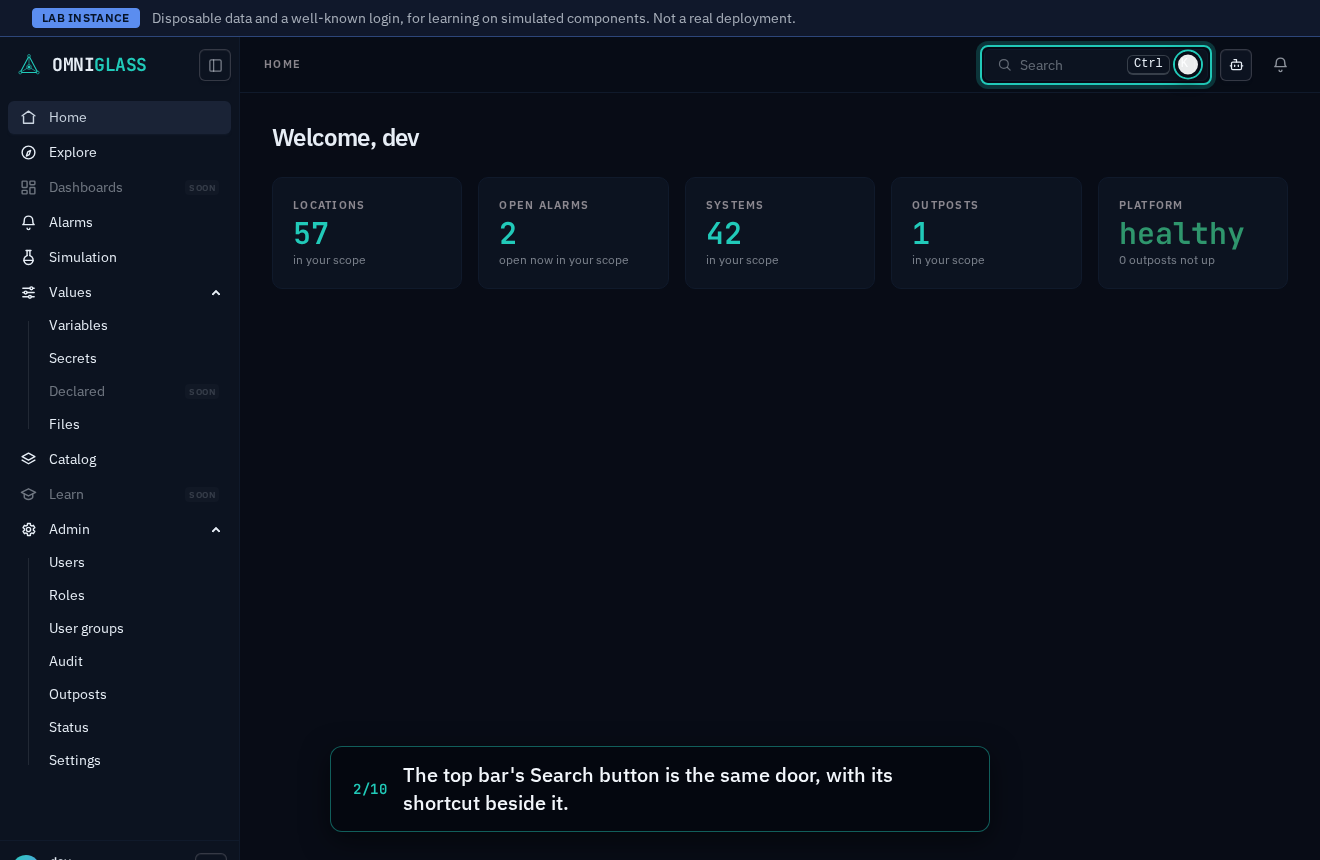 LAB INSTANCE Disposable data and a well-known login, for learning on simulated components. Not a real deployment.
OMNIGLASS
HOME
Search Ctrl
Home
Explore
Dashboards SOON
Alarms
Simulation
Values
Variables
Secrets
Declared SOON
Files
Catalog
Learn SOON
Admin
Users
Roles
User groups
Audit
Outposts
Status
Settings
Welcome, dev
LOCATIONS
57
in your scope
OPEN ALARMS
2
open now in your scope
SYSTEMS
42
in your scope
OUTPOSTS
1
in your scope
PLATFORM
healthy
0 outposts not up
2/10
The top bar's Search button is the same door, with its
shortcut beside it.